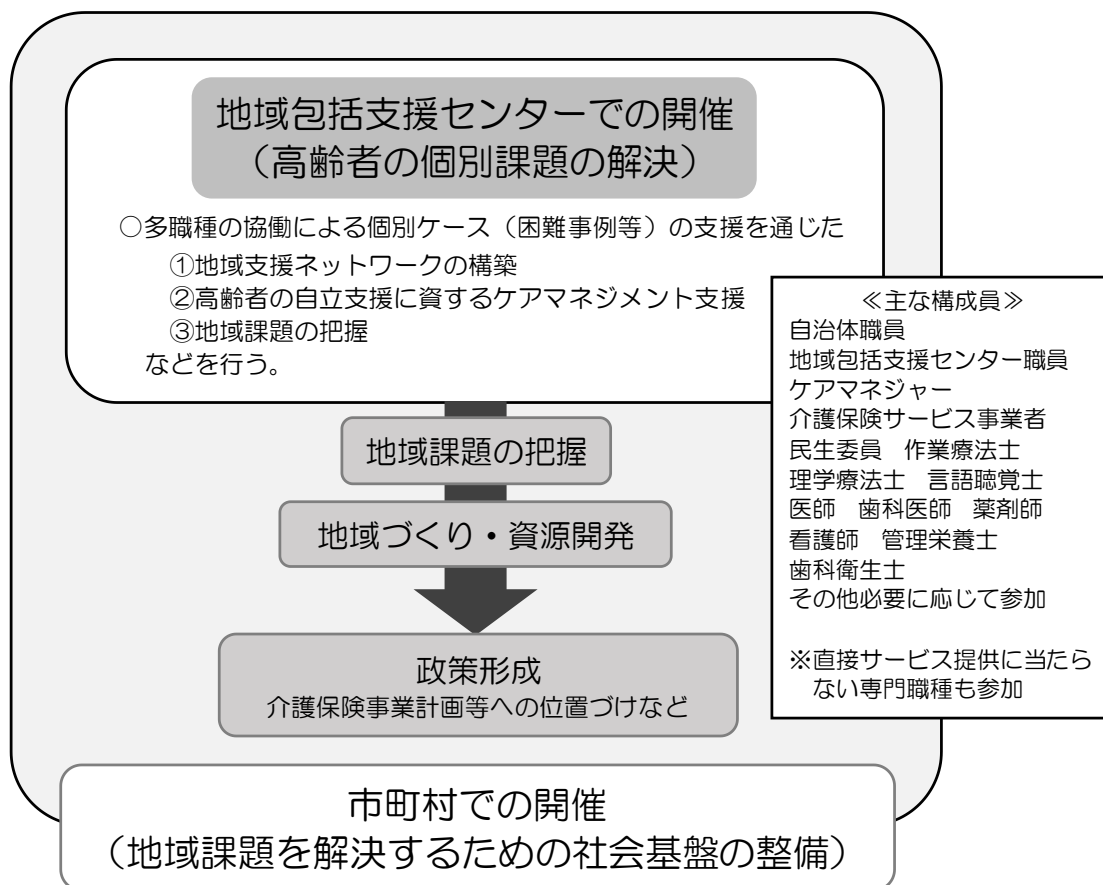 地域包括支援センターでの開催
（高齢者の個別課題の解決）
○多職種の協働による個別ケース（困難事例等）の支援を通じた
①地域支援ネットワークの構築
②高齢者の自立支援に資するケアマネジメント支援
③地域課題の把握
などを行う。
≪主な構成員≫
自治体職員
地域包括支援センター職員
ケアマネジャー
介護保険サービス事業者
民生委員　作業療法士
理学療法士　言語聴覚士
医師　歯科医師　薬剤師
看護師　管理栄養士
歯科衛生士
その他必要に応じて参加
※直接サービス提供に当たら
ない専門職種も参加
地域課題の把握
地域づくり・資源開発
政策形成
介護保険事業計画等への位置づけなど
市町村での開催
（地域課題を解決するための社会基盤の整備）